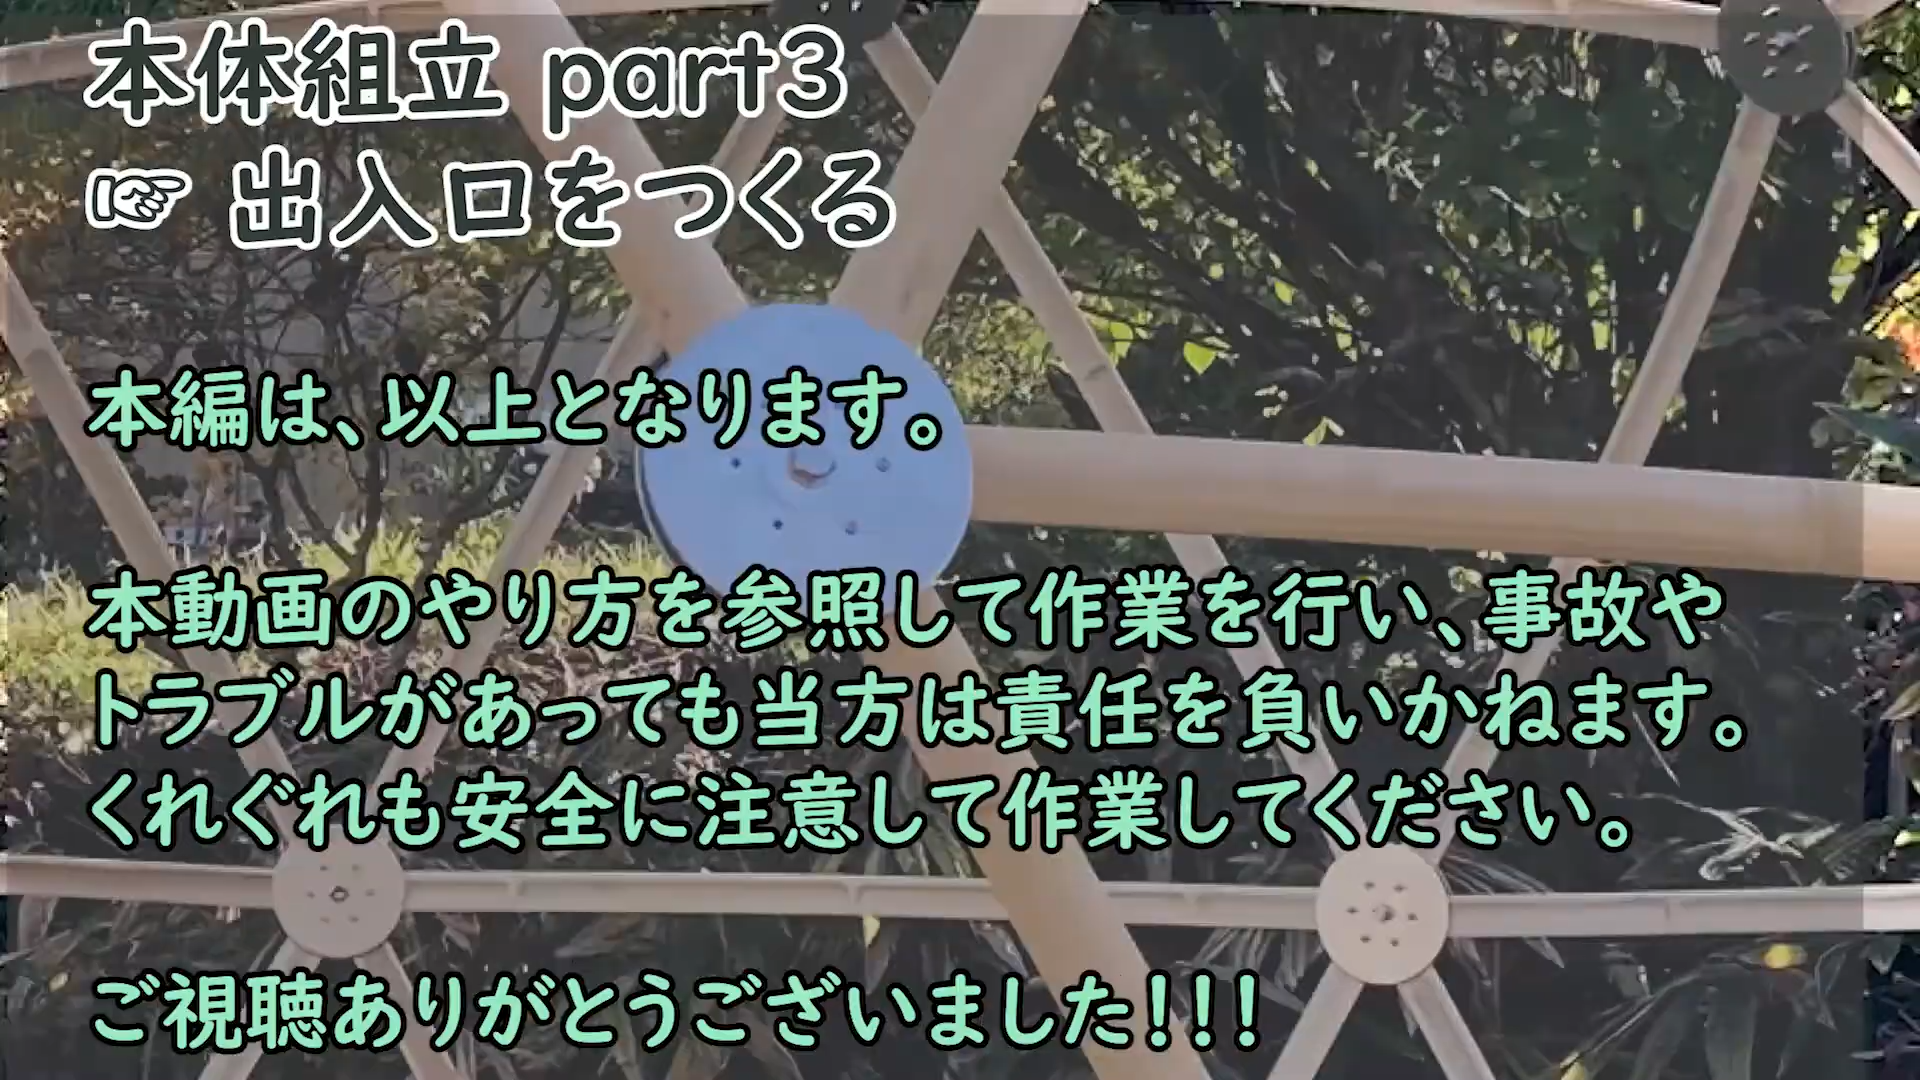 本体組立 part3
☞ 出入口をつくる
本編は、以上となります。
本動画のやり方を参照して作業を行い、事故や
トラブルがあっても当方は責任を負いかねます。
くれぐれも安全に注意して作業してください。
ご視聴ありがとうございました!!!